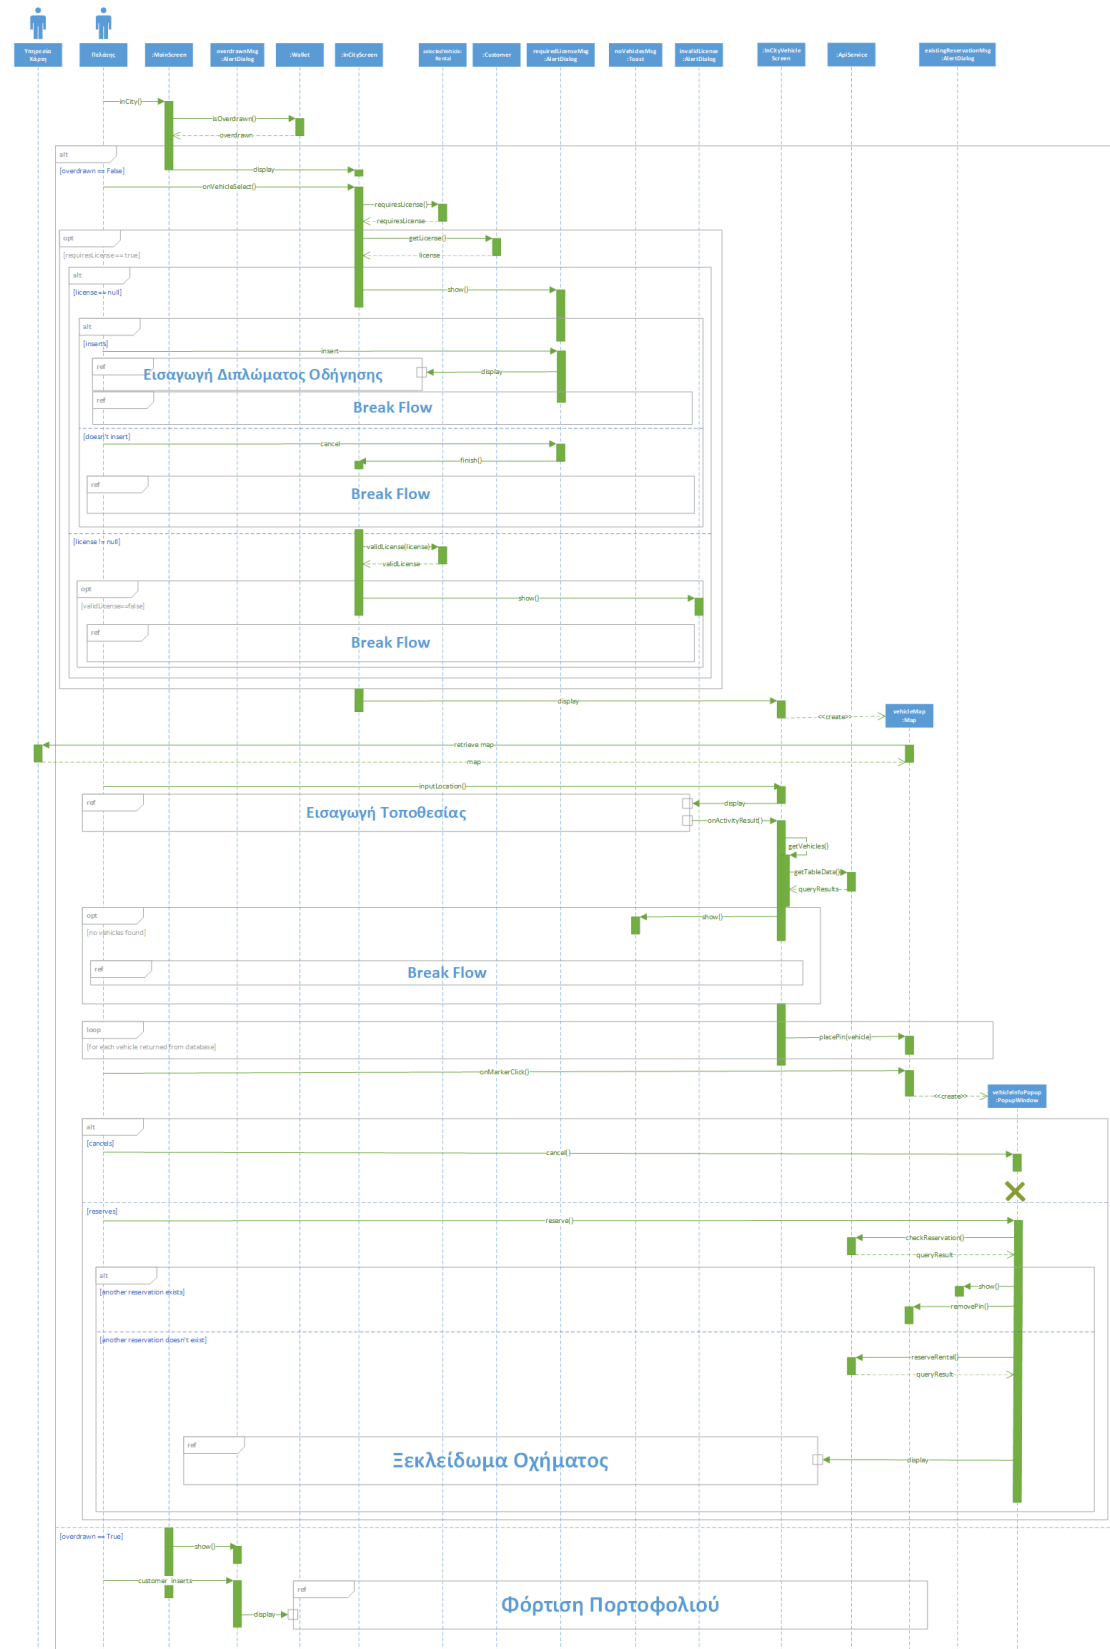 Υπηρεσία
Χάρτη
Πελάτης
:MainScreen
overdrawnMsg
:AlertDialog
:Wallet
:InCityScreen
selectedVehicle:
Rental
:Customer
requiredLicenseMsg
:AlertDialog
noVehiclesMsg
:Toast
invalidLicense
:AlertDialog
:InCityVehicle
Screen
:ApiService
existingReservationMsg
:AlertDialog
inCity()
isOverdrawn()
overdrawn
alt
[overdrawn == False]
display
onVehicleSelect()
requiresLicense()
requiresLicense
opt
[requiresLicense == true]
getLicense()
license
alt
[license == null]
show()
alt
[inserts]
insert
ref
Εισαγωγή Διπλώματος Οδήγησης
display
ref
Break Flow
[doesn't insert]
cancel
finish()
ref
Break Flow
[license != null]
validLicense(license)
validLicense
opt
[validLicense==false]
show()
ref
Break Flow
display
<<create>>
vehicleMap
:Map
retrieve map
map
inputLocation()
ref
Εισαγωγή Τοποθεσίας
display
onActivityResult()
getVehicles()
getTableData()
queryResults
opt
[no vehicles found]
show()
ref
Break Flow
loop
[for each vehicle returned from database]
placePin(vehicle)
onMarkerClick()
<<create>>
vehicleInfoPopup
:PopupWindow
alt
[cancels]
cancel()
[reserves]
reserve()
checkReservation()
queryResult
alt
[another reservation exists]
show()
removePin()
[another reservation doesn't exist]
reserveRental()
queryResult
ref
Ξεκλείδωμα Οχήματος
display
[overdrawn == True]
show()
customer inserts
ref
Φόρτιση Πορτοφολιού
display